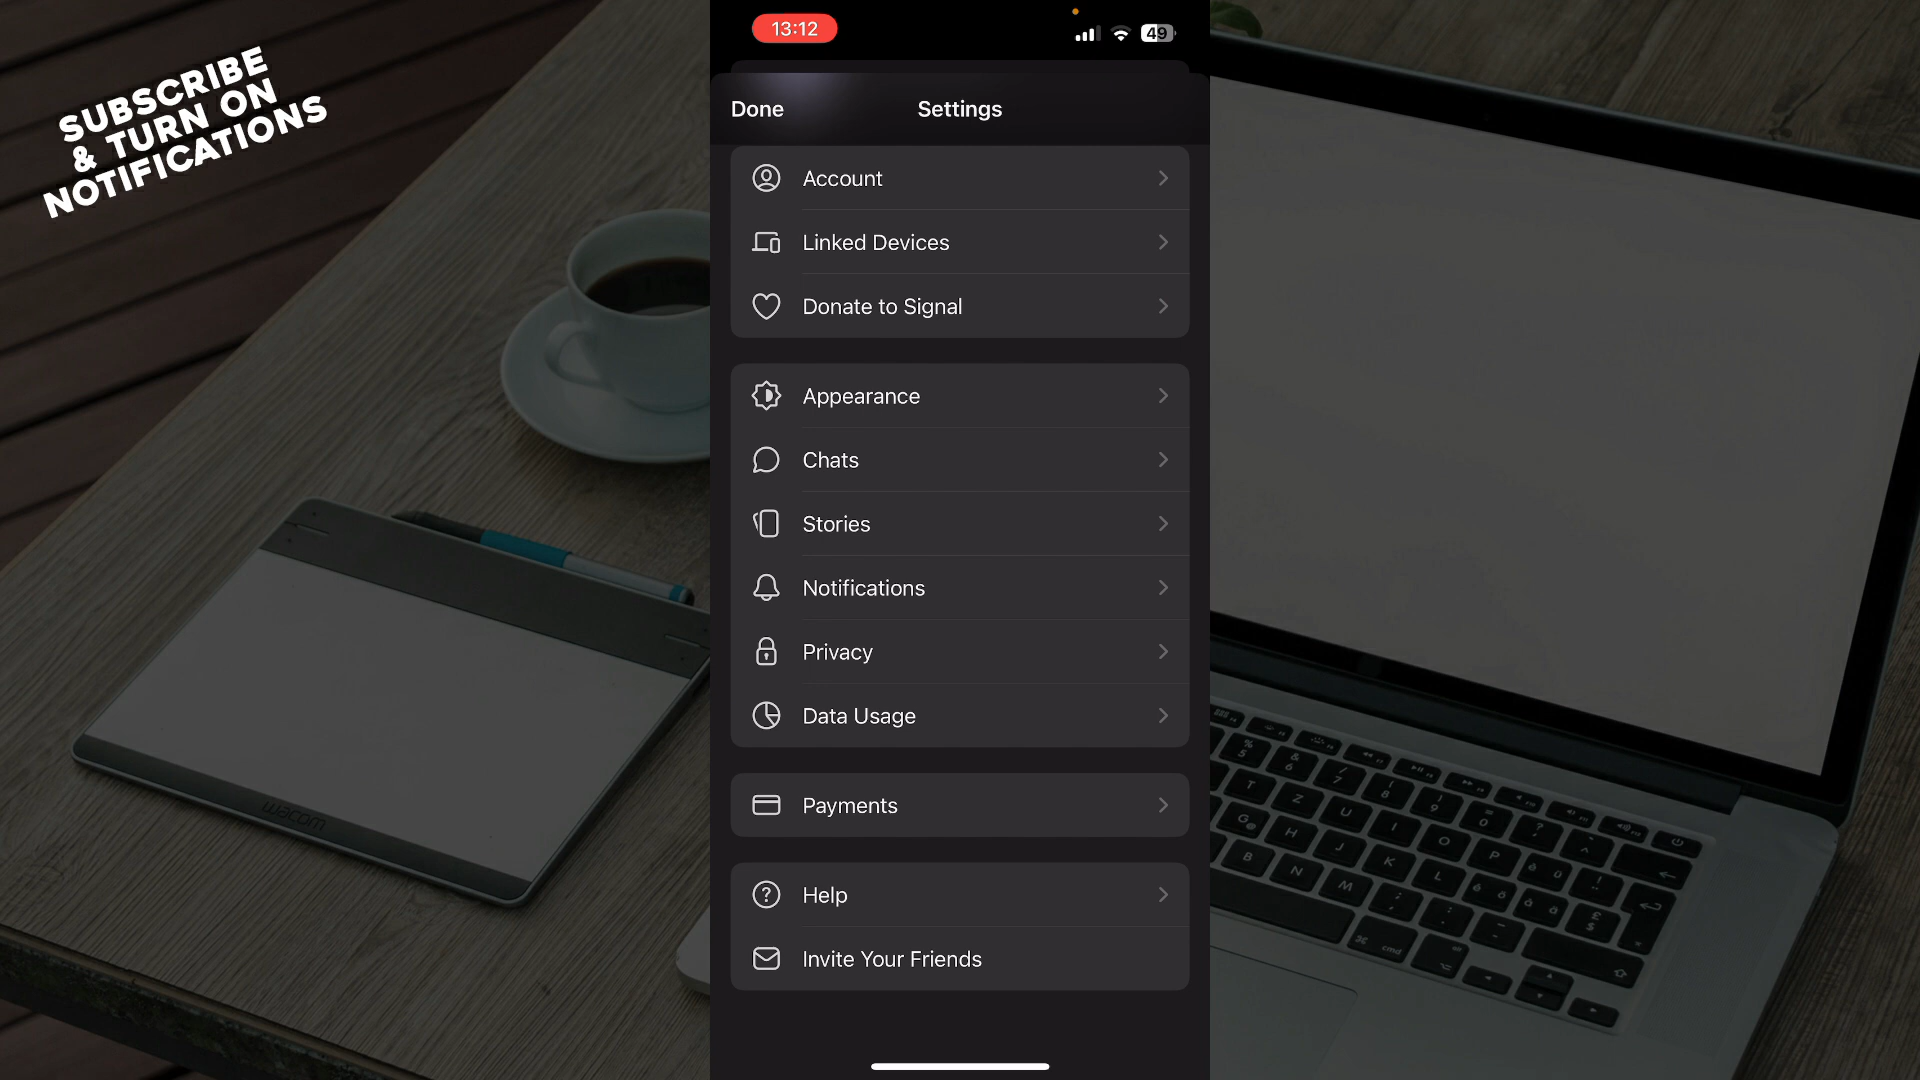 SUBSCRIBE
& TURN ON
NOTIFICATIONS
13:12
49
Done
Settings
Account
Linked Devices
Donate to Signal
Appearance
Chats
Stories
Notifications
Privacy
Data Usage
Payments
Help
Invite Your Friends
wacom